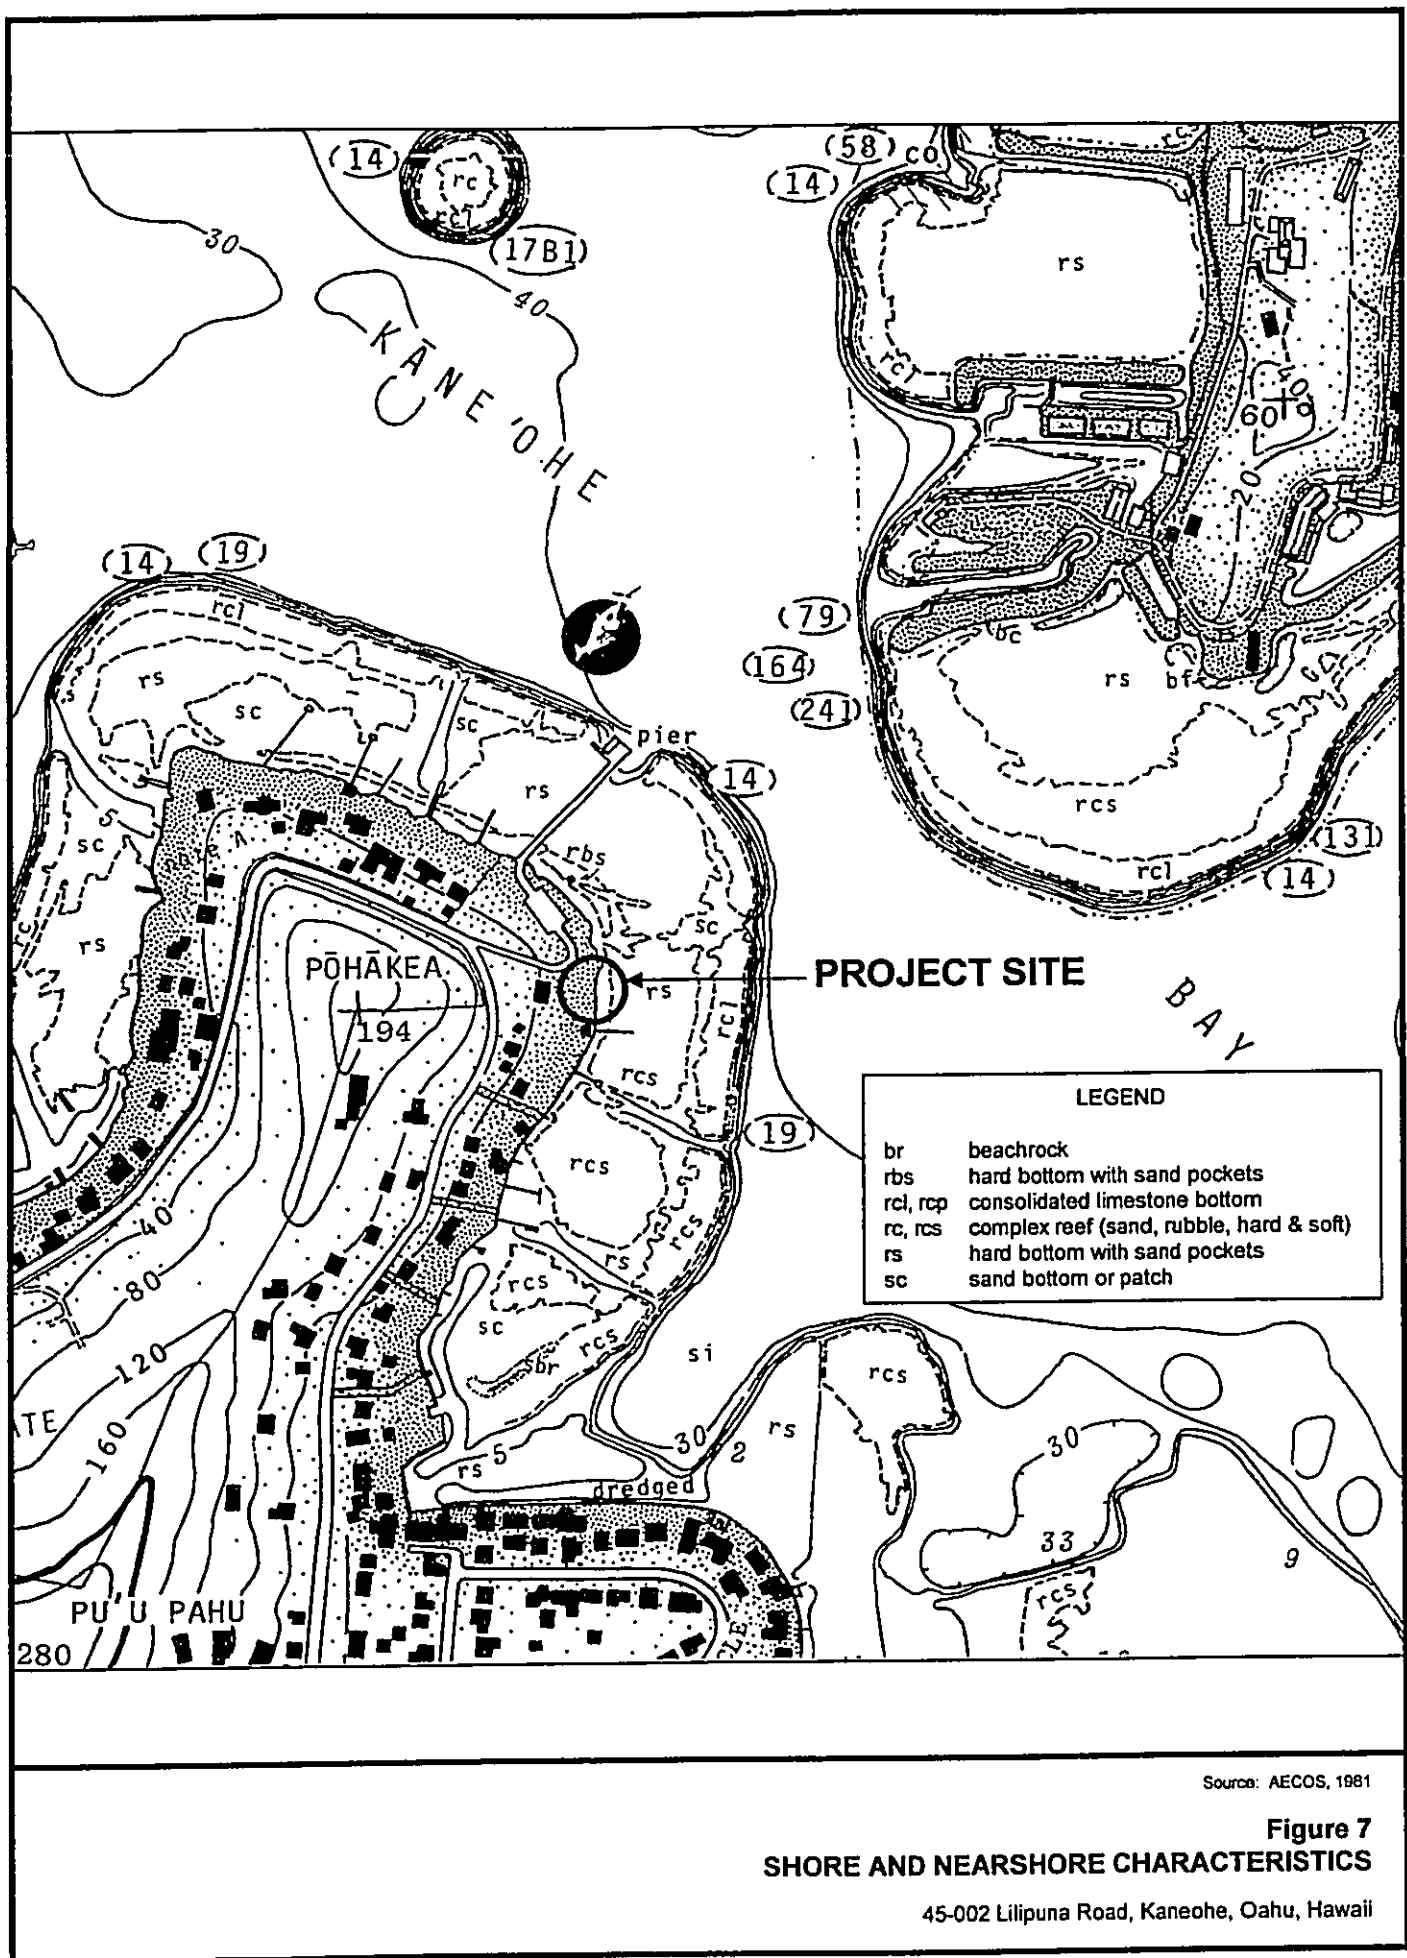 (14)
rc
rcl
(17B1)
(58)
co
(14)
rcs
30
40
rs
KĀNE'OHE
rcl
40
60
20
(14)
(19)
rcl
(79)
bc
(164)
rs
bf
rs
sc
sc
(241)
pier
rs
(14)
rcs
5
sc
rbs
(131)
rcl
(14)
rc
rs
sc
PŌHĀKEA
PROJECT SITE
rs
194
rcl
BAY
rcs
LEGEND
(19)
br beachrock
rbs hard bottom with sand pockets
rcl, rcp consolidated limestone bottom
rc, rcs complex reef (sand, rubble, hard & soft)
rs hard bottom with sand pockets
sc sand bottom or patch
rcs
rcs
40
rs
80
rcs
sc
rcs
120
sbr
si
rcs
160
30
2
rs
30
rs 5
dredged
33
9
rcs
PU'U PAHU
280
Source: AECOS, 1981
Figure 7
SHORE AND NEARSHORE CHARACTERISTICS
45-002 Lilipuna Road, Kaneohe, Oahu, Hawaii